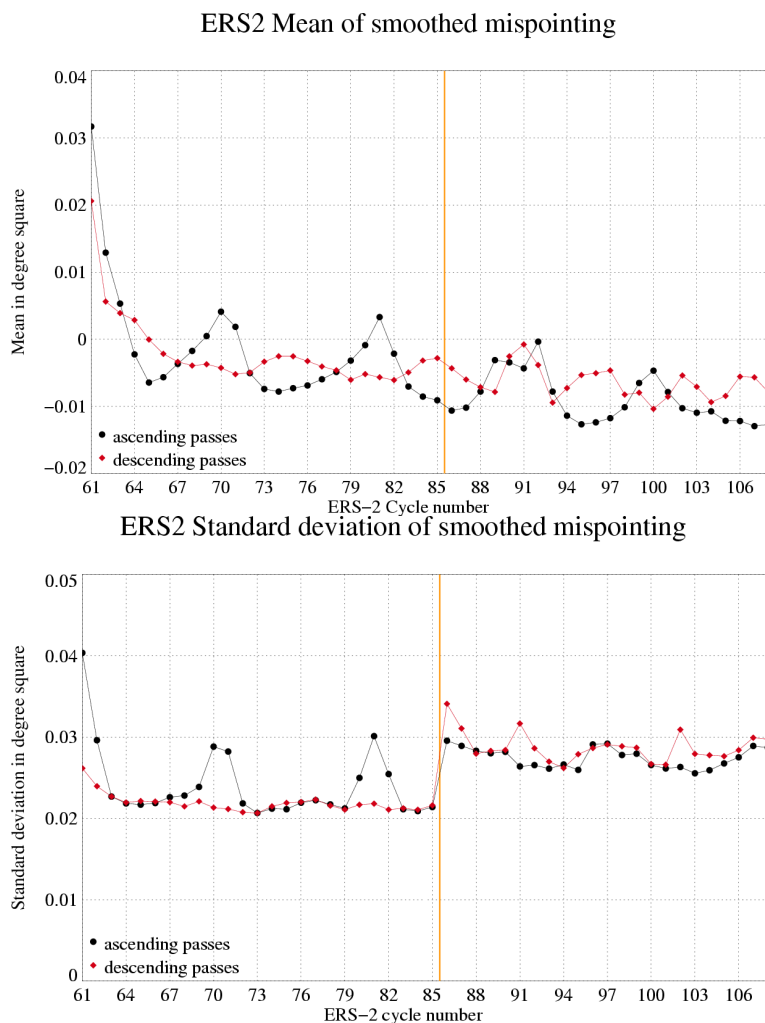 ERS2 Mean of smoothed mispointing
0.04
0.03
0.02
0.01
0
−0.01
−0.02
Mean in degree square
ascending passes
descending passes
61 64 67 70 73 76 79 82 85 88 91 94 97 100 103 106
ERS−2 Cycle number
ERS2 Standard deviation of smoothed mispointing
0.05
0.04
0.03
0.02
0.01
0
Standard deviation in degree square
ascending passes
descending passes
61 64 67 70 73 76 79 82 85 88 91 94 97 100 103 106
ERS−2 cycle number